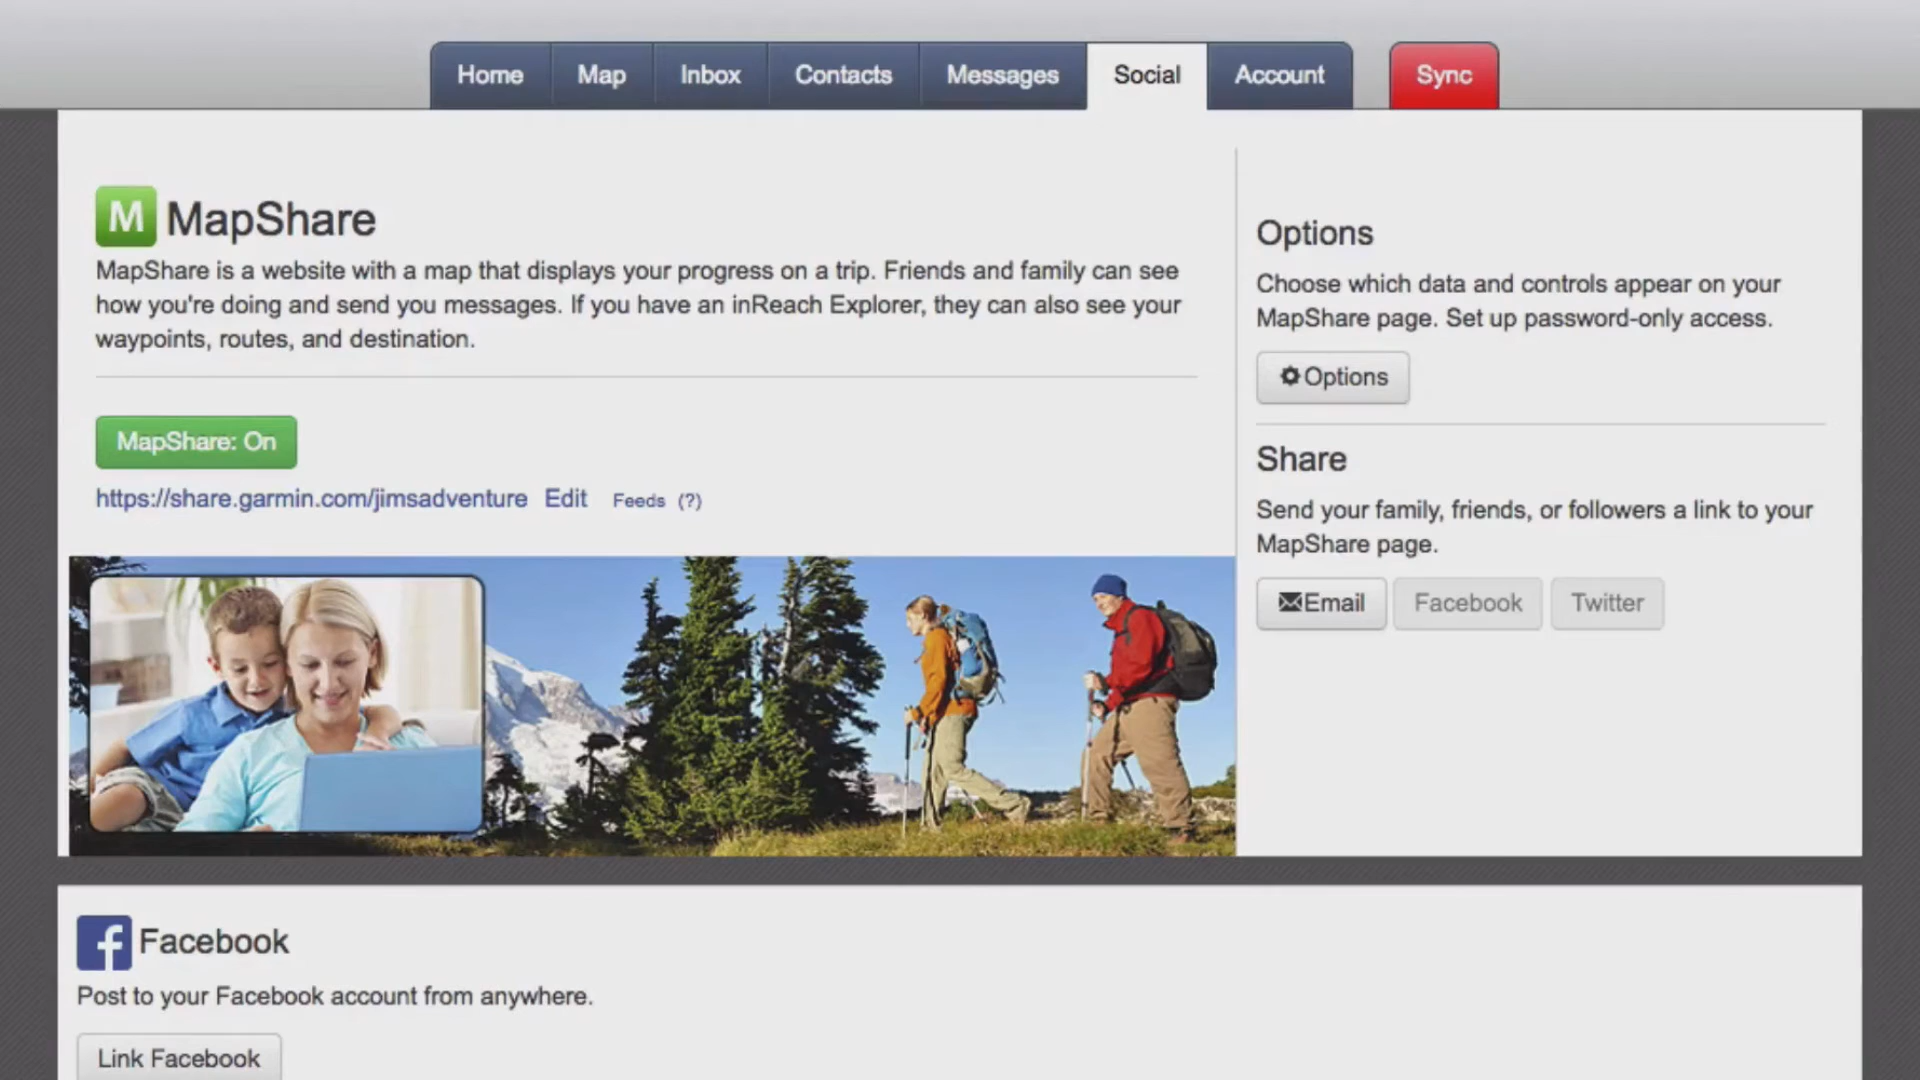 Home Map Inbox Contacts Messages Social Account Sync
M MapShare
MapShare is a website with a map that displays your progress on a trip. Friends and family can see
how you're doing and send you messages. If you have an inReach Explorer, they can also see your
waypoints, routes, and destination.
MapShare: On
https://share.garmin.com/jimsadventure Edit Feeds (?)
Options
Choose which data and controls appear on your
MapShare page. Set up password-only access.
Options
Share
Send your family, friends, or followers a link to your
MapShare page.
Email Facebook Twitter
f Facebook
Post to your Facebook account from anywhere.
Link Facebook